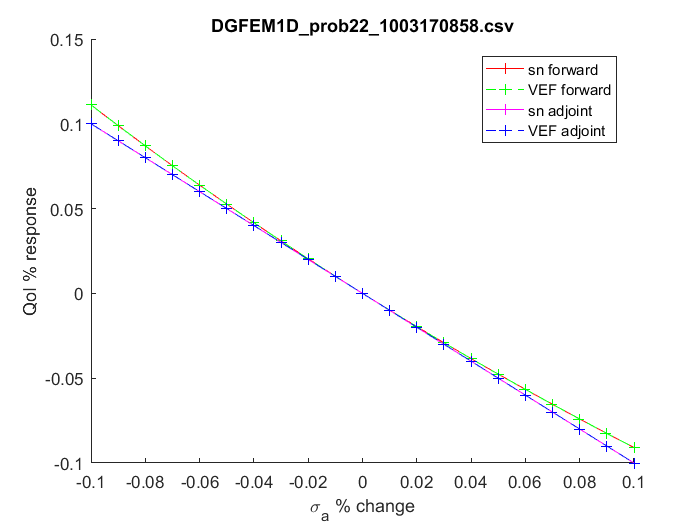 DGFEM1D_prob22_1003170858.csv
sn forward
VEF forward
sn adjoint
VEF adjoint
QoI % response
0.15
0.1
0.05
0
-0.05
-0.1
-0.1 -0.08 -0.06 -0.04 -0.02 0 0.02 0.04 0.06 0.08 0.1
σa % change